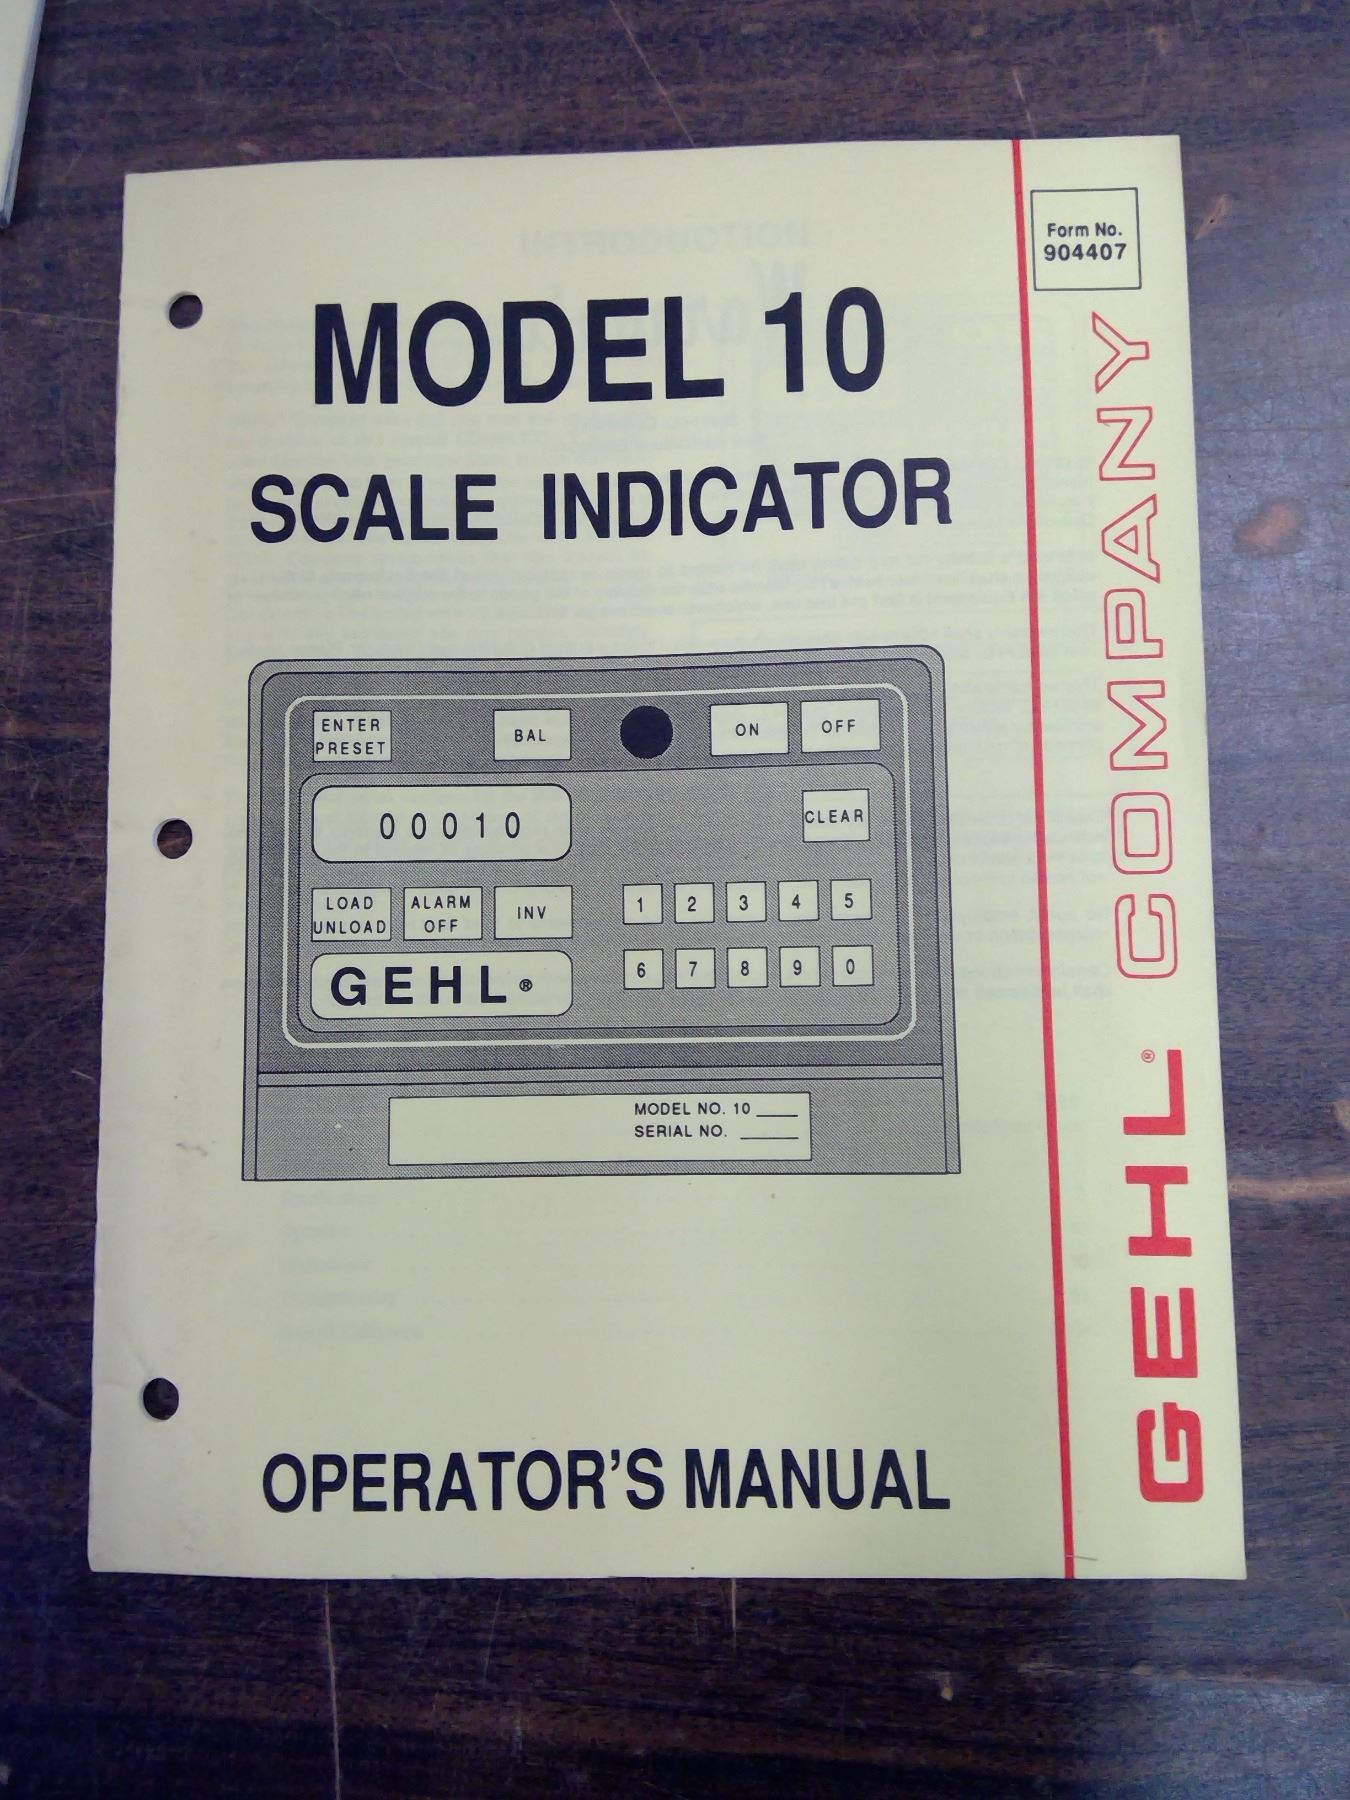 Form No.
904407
MODEL 10
SCALE INDICATOR
ENTER
PRESET
BAL
ON
OFF
00010
CLEAR
LOAD
UNLOAD
ALARM
OFF
INV
1 2 3 4 5
6 7 8 9 0
GEHL®
MODEL NO. 10 ____
SERIAL NO. ____
OPERATOR'S MANUAL
GEHL® COMPANY